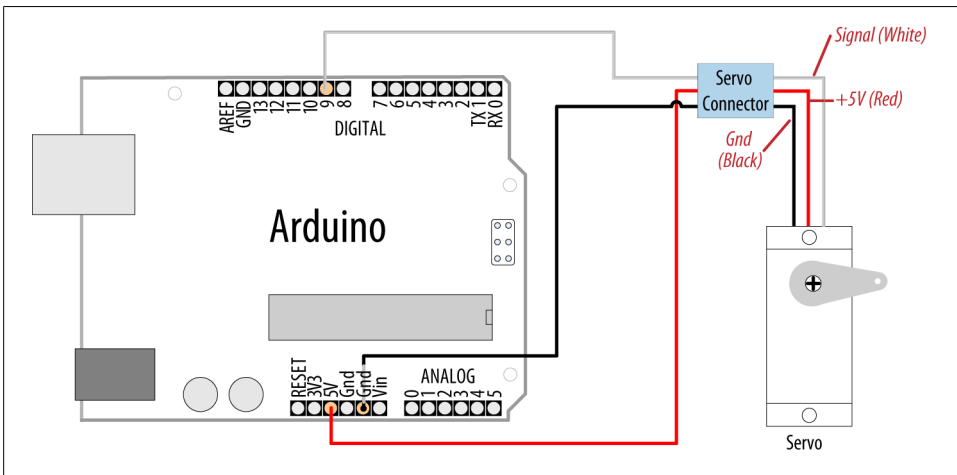 Signal (White)
Servo
Connector
+5V (Red)
Gnd
(Black)
AREF
GND
13
12
11
10
9
8
7
6
5
4
3
2
TX 1
RX 0
DIGITAL
Arduino
RESET
3V3
5V
Gnd
Gnd
Vin
ANALOG
0
1
2
3
4
5
Servo